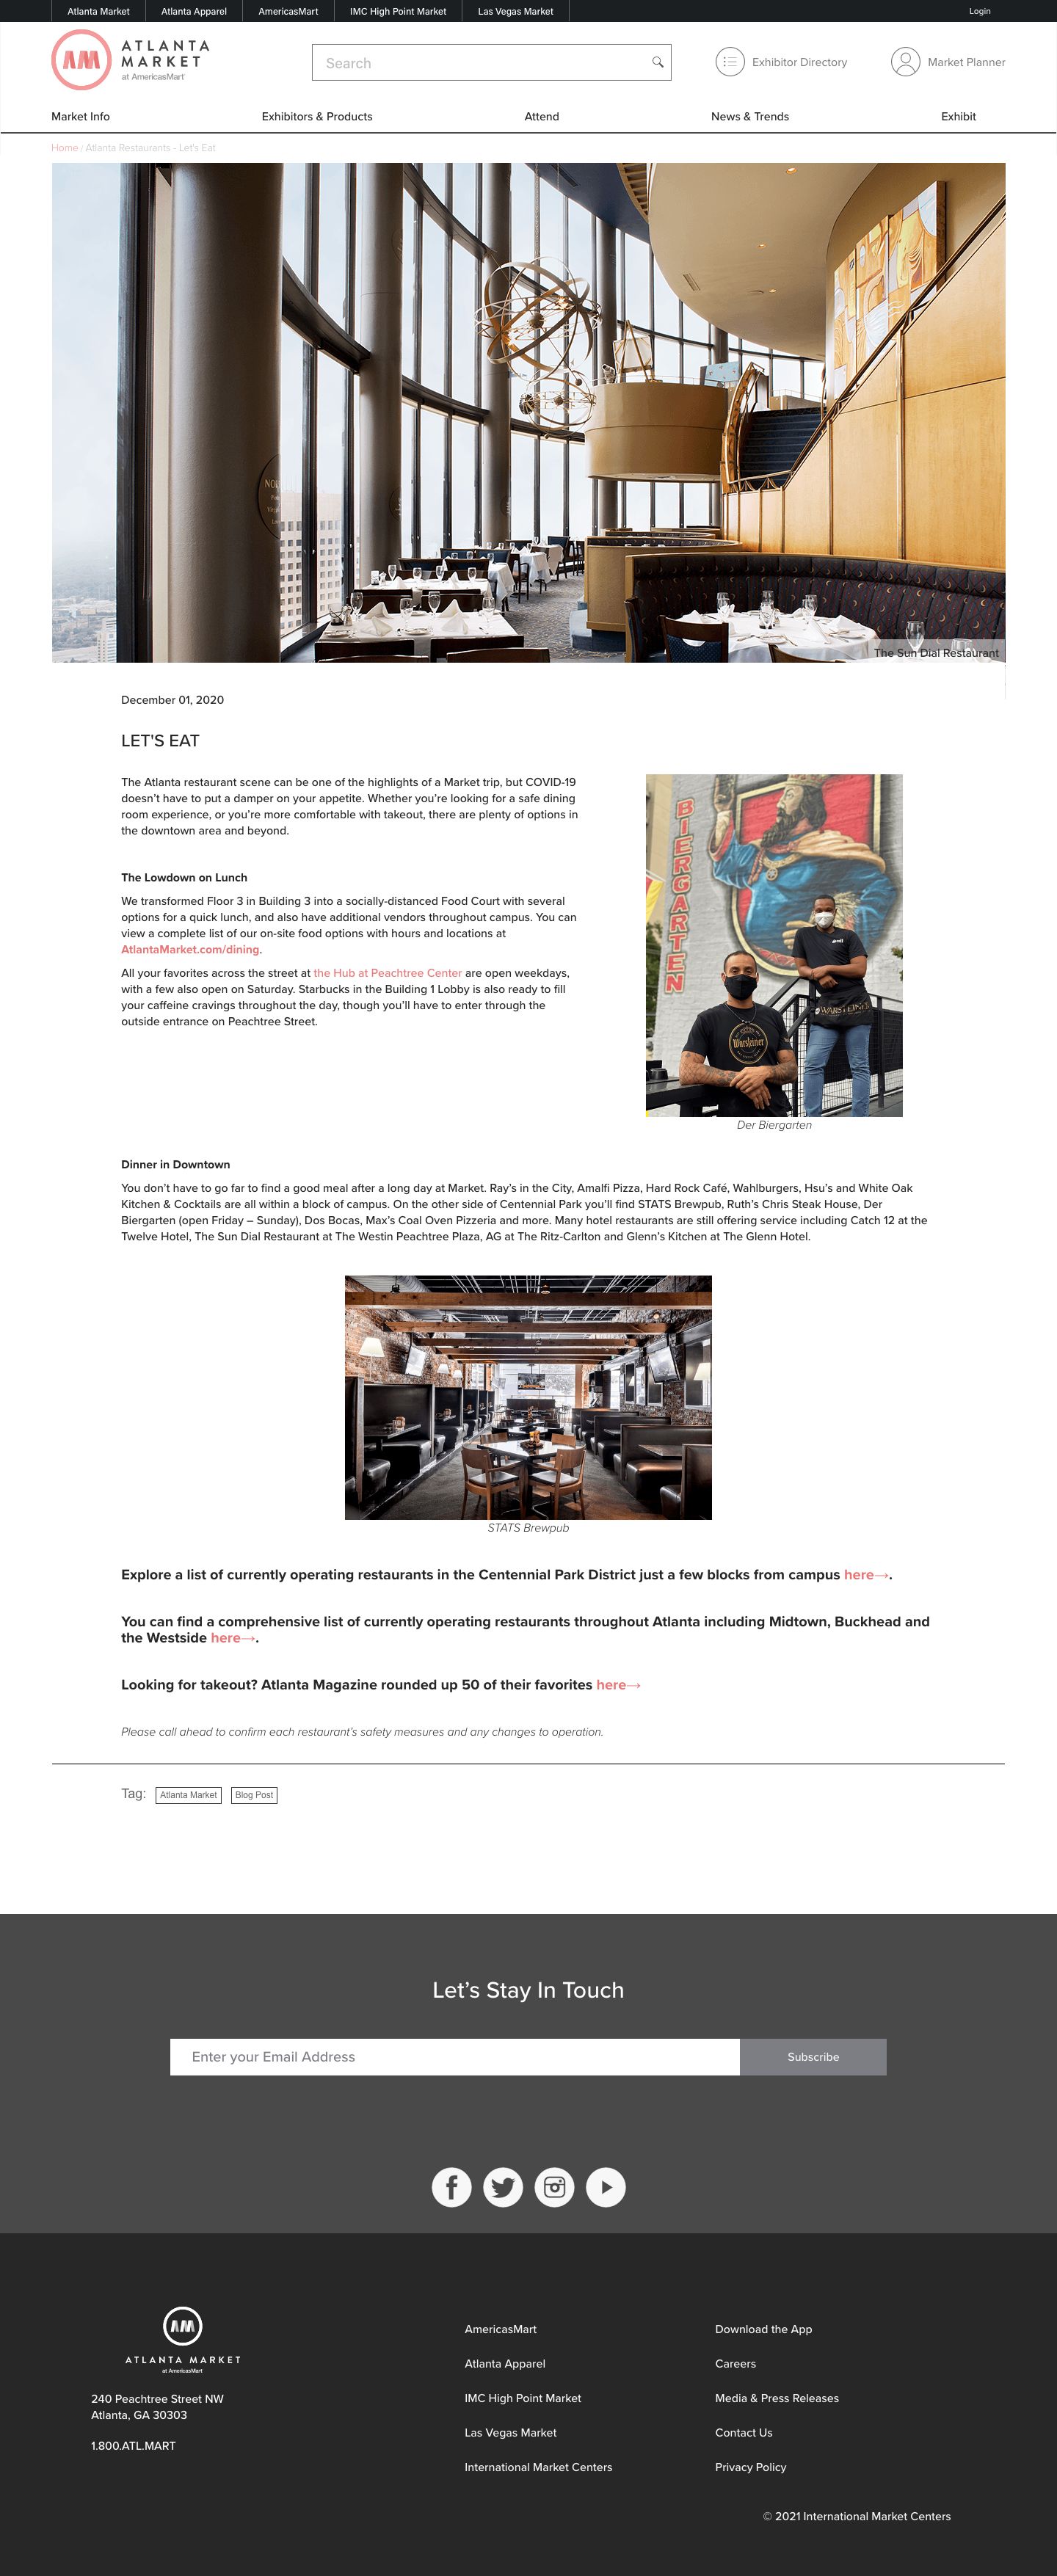 Atlanta Market
Atlanta Apparel
AmericasMart
IMC High Point Market
Las Vegas Market
Login
ATLANTA
MARKET
at AmericasMart
Search
Exhibitor Directory
Market Planner
Market Info
Exhibitors & Products
Attend
News & Trends
Exhibit
Home / Atlanta Restaurants - Let's Eat
The Sun Dial Restaurant
December 01, 2020
LET'S EAT
The Atlanta restaurant scene can be one of the highlights of a Market trip, but COVID-19
doesn’t have to put a damper on your appetite. Whether you’re looking for a safe dining
room experience, or you’re more comfortable with takeout, there are plenty of options in
the downtown area and beyond.
The Lowdown on Lunch
We transformed Floor 3 in Building 3 into a socially-distanced Food Court with several
options for a quick lunch, and also have additional vendors throughout campus. You can
view a complete list of our on-site food options with hours and locations at
AtlantaMarket.com/dining.
All your favorites across the street at the Hub at Peachtree Center are open weekdays,
with a few also open on Saturday. Starbucks in the Building 1 Lobby is also ready to fill
your caffeine cravings throughout the day, though you’ll have to enter through the
outside entrance on Peachtree Street.
BIERGARTEN
Warsteiner
WARSTEINER
Der Biergarten
Dinner in Downtown
You don’t have to go far to find a good meal after a long day at Market. Ray’s in the City, Amalfi Pizza, Hard Rock Café, Wahlburgers, Hsu’s and White Oak
Kitchen & Cocktails are all within a block of campus. On the other side of Centennial Park you’ll find STATS Brewpub, Ruth’s Chris Steak House, Der
Biergarten (open Friday – Sunday), Dos Bocas, Max’s Coal Oven Pizzeria and more. Many hotel restaurants are still offering service including Catch 12 at the
Twelve Hotel, The Sun Dial Restaurant at The Westin Peachtree Plaza, AG at The Ritz-Carlton and Glenn’s Kitchen at The Glenn Hotel.
STATS Brewpub
Explore a list of currently operating restaurants in the Centennial Park District just a few blocks from campus here→.
You can find a comprehensive list of currently operating restaurants throughout Atlanta including Midtown, Buckhead and
the Westside here→.
Looking for takeout? Atlanta Magazine rounded up 50 of their favorites here→
Please call ahead to confirm each restaurant’s safety measures and any changes to operation.
Tag:
Atlanta Market
Blog Post
Let’s Stay In Touch
Enter your Email Address
Subscribe
ATLANTA MARKET
at AmericasMart
240 Peachtree Street NW
Atlanta, GA 30303
1.800.ATL.MART
AmericasMart
Atlanta Apparel
IMC High Point Market
Las Vegas Market
International Market Centers
Download the App
Careers
Media & Press Releases
Contact Us
Privacy Policy
© 2021 International Market Centers